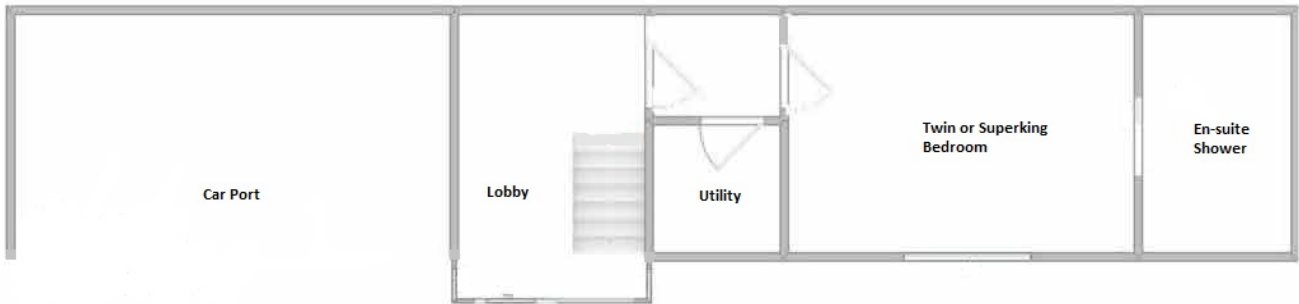 Car Port
Lobby
Utility
Twin or Superking
Bedroom
En-suite
Shower